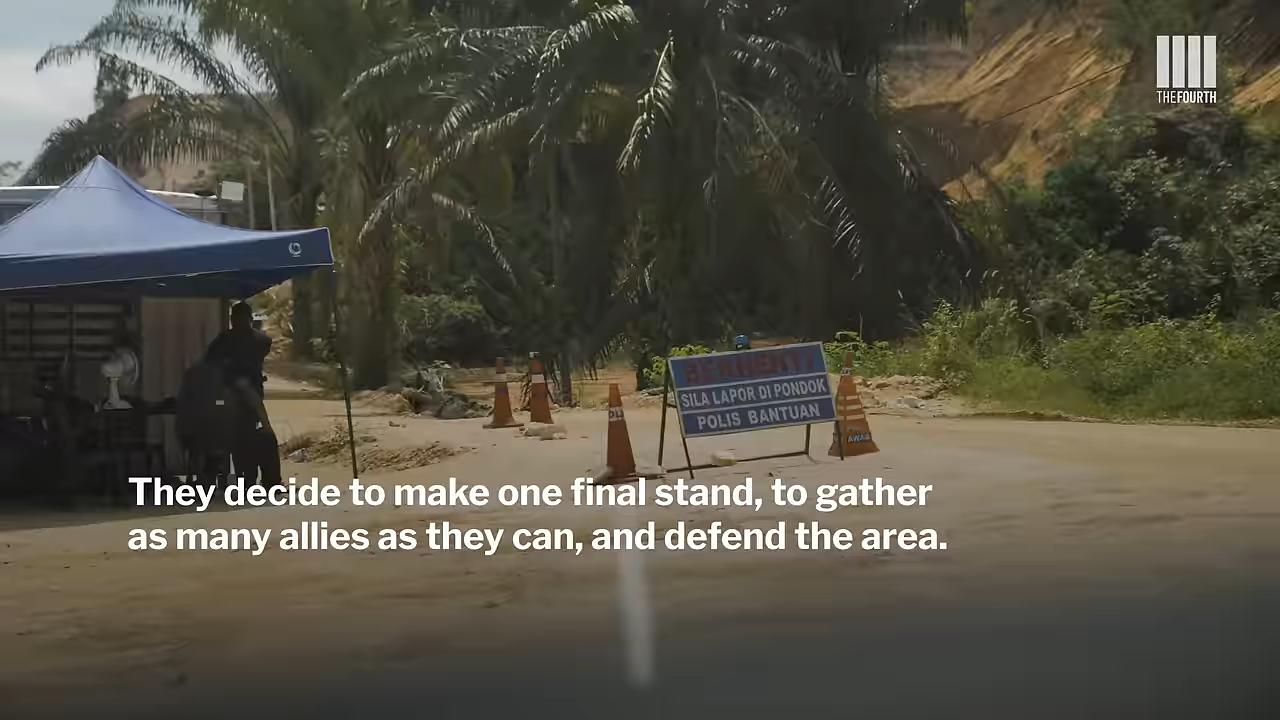 THEFOURTH
BERHENTI
SILA LAPOR DI PONDOK
POLIS BANTUAN
AWAS
They decide to make one final stand, to gather
as many allies as they can, and defend the area.